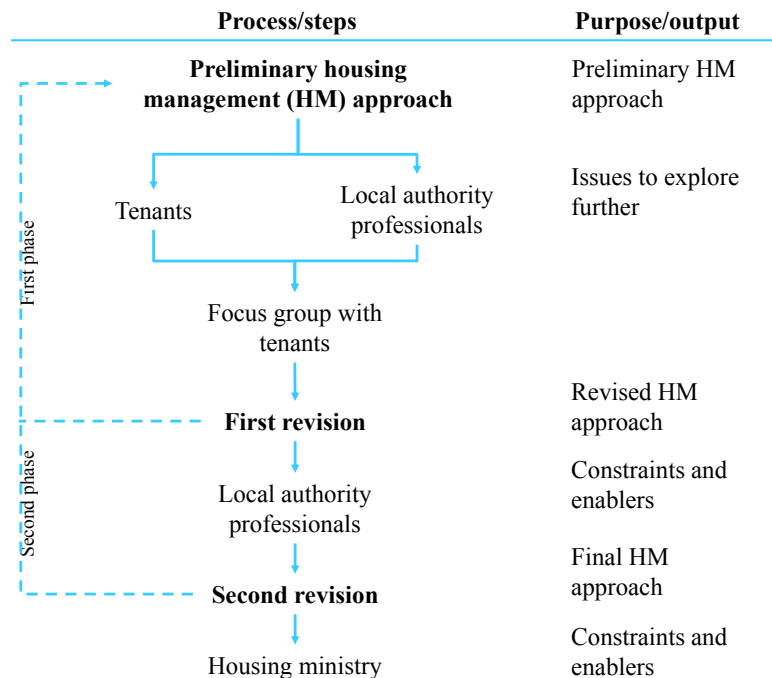 Process/steps
Purpose/output
Preliminary housing
management (HM) approach
Preliminary HM
approach
Tenants
Local authority
professionals
Issues to explore
further
First phase
Focus group with
tenants
First revision
Revised HM
approach
Second phase
Local authority
professionals
Constraints and
enablers
Second revision
Final HM
approach
Housing ministry
Constraints and
enablers